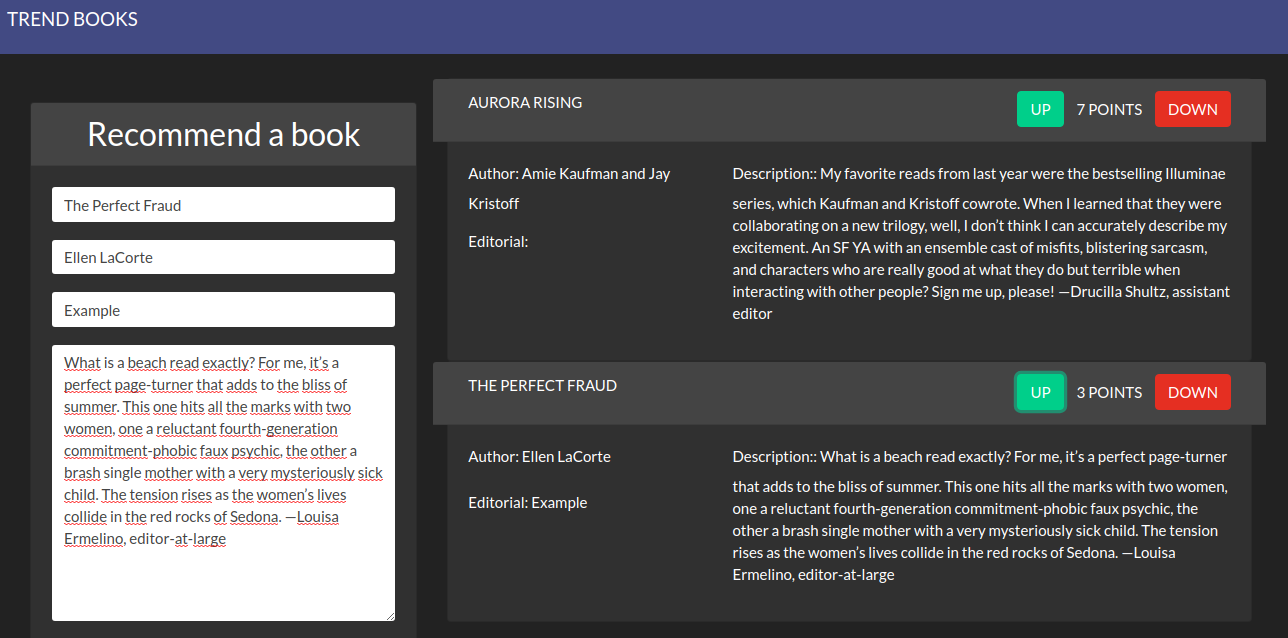 TREND BOOKS
Recommend a book
The Perfect Fraud
Ellen LaCorte
Example
What is a beach read exactly? For me, it’s a
perfect page-turner that adds to the bliss of
summer. This one hits all the marks with two
women, one a reluctant fourth-generation
commitment-phobic faux psychic, the other a
brash single mother with a very mysteriously sick
child. The tension rises as the women’s lives
collide in the red rocks of Sedona. —Louisa
Ermelino, editor-at-large
AURORA RISING
UP 7 POINTS DOWN
Author: Amie Kaufman and Jay
Kristoff
Editorial:
Description:: My favorite reads from last year were the bestselling Illuminae
series, which Kaufman and Kristoff cowrote. When I learned that they were
collaborating on a new trilogy, well, I don’t think I can accurately describe my
excitement. An SF YA with an ensemble cast of misfits, blistering sarcasm,
and characters who are really good at what they do but terrible when
interacting with other people? Sign me up, please! —Drucilla Shultz, assistant
editor
THE PERFECT FRAUD
UP 3 POINTS DOWN
Author: Ellen LaCorte
Editorial: Example
Description:: What is a beach read exactly? For me, it’s a perfect page-turner
that adds to the bliss of summer. This one hits all the marks with two women,
one a reluctant fourth-generation commitment-phobic faux psychic, the
other a brash single mother with a very mysteriously sick child. The tension
rises as the women’s lives collide in the red rocks of Sedona. —Louisa
Ermelino, editor-at-large